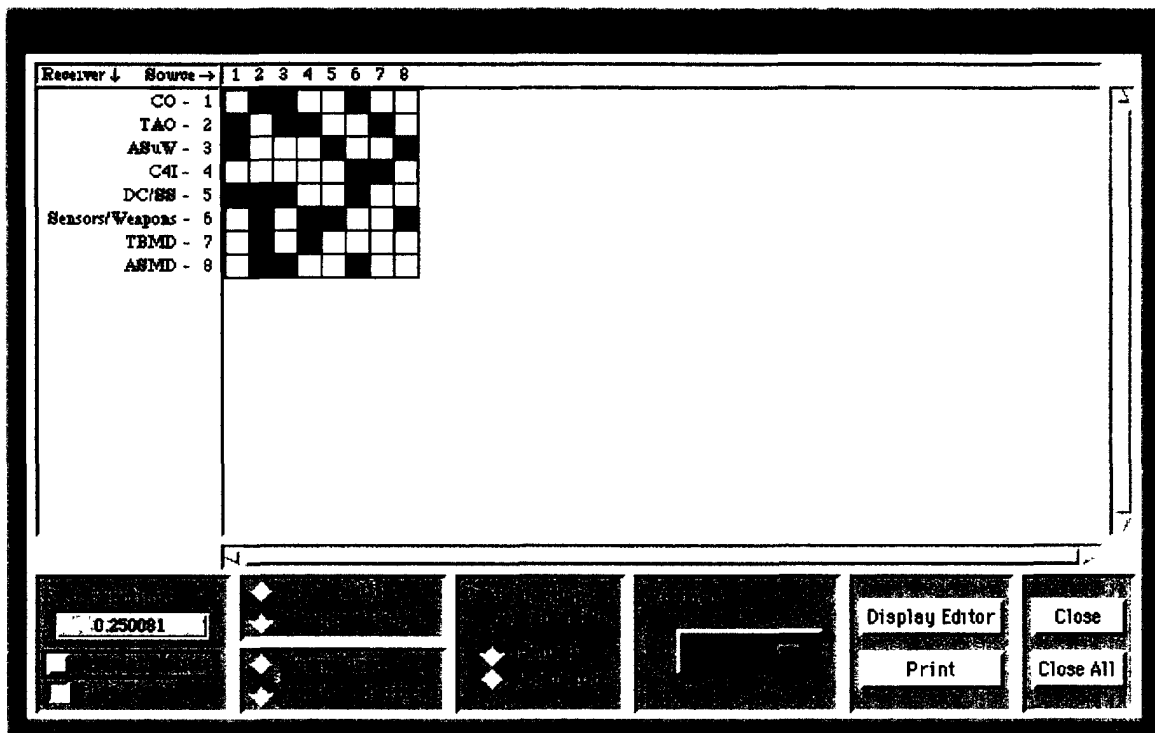 Receiver ↓ Source → 1 2 3 4 5 6 7 8
CO - 1
TAO - 2
ASuW - 3
C4I - 4
DC/SS - 5
Sensors/Weapons - 6
TBMD - 7
ASMD - 8
0.250081
Display Editor
Close
Print
Close All